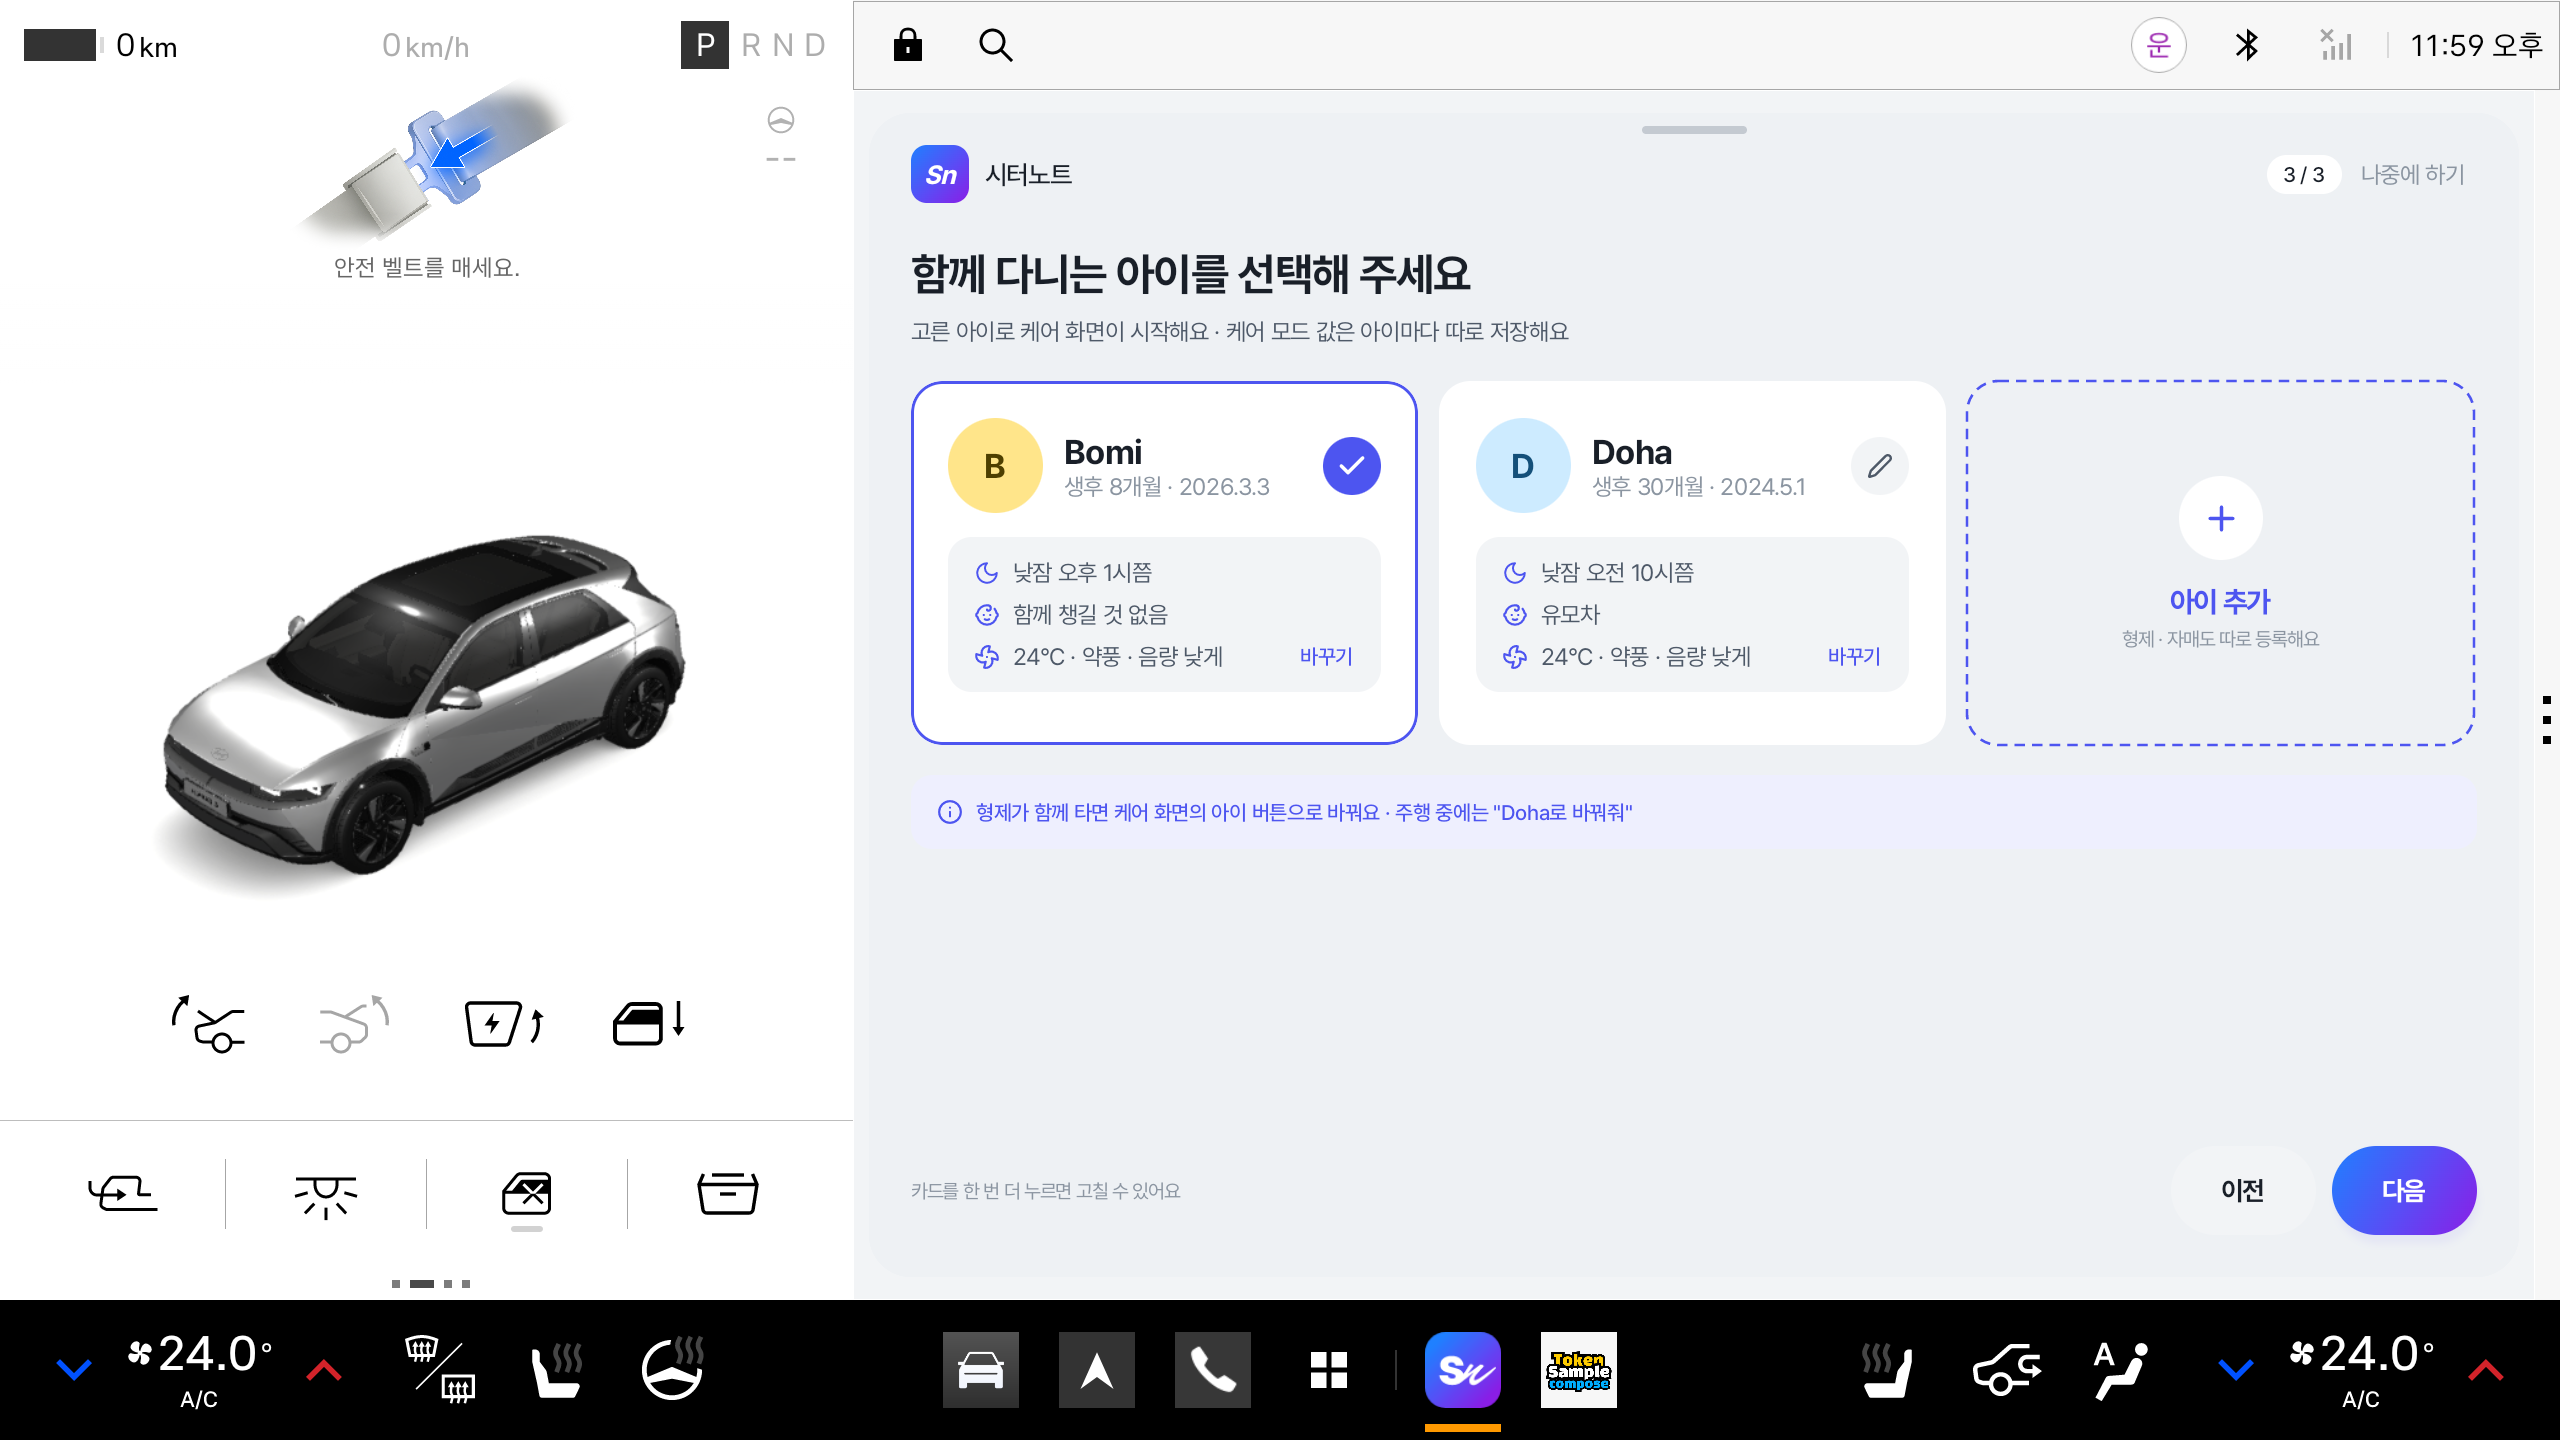 0 km
0 km/h
P R N D
운
11:59 오후
안전 벨트를 매세요.
Sn 시터노트
3 / 3 나중에 하기
함께 다니는 아이를 선택해 주세요
고른 아이로 케어 화면이 시작해요 · 케어 모드 값은 아이마다 따로 저장해요
B
Bomi
생후 8개월 · 2026.3.3
낮잠 오후 1시쯤
함께 챙길 것 없음
24°C · 약풍 · 음량 낮게 바꾸기
D
Doha
생후 30개월 · 2024.5.1
낮잠 오전 10시쯤
유모차
24°C · 약풍 · 음량 낮게 바꾸기
아이 추가
형제 · 자매도 따로 등록해요
형제가 함께 타면 케어 화면의 아이 버튼으로 바꿔요 · 주행 중에는 "Doha로 바꿔줘"
카드를 한 번 더 누르면 고칠 수 있어요
이전
다음
24.0°
A/C
Sn
Token
Sample
compose
A
24.0°
A/C